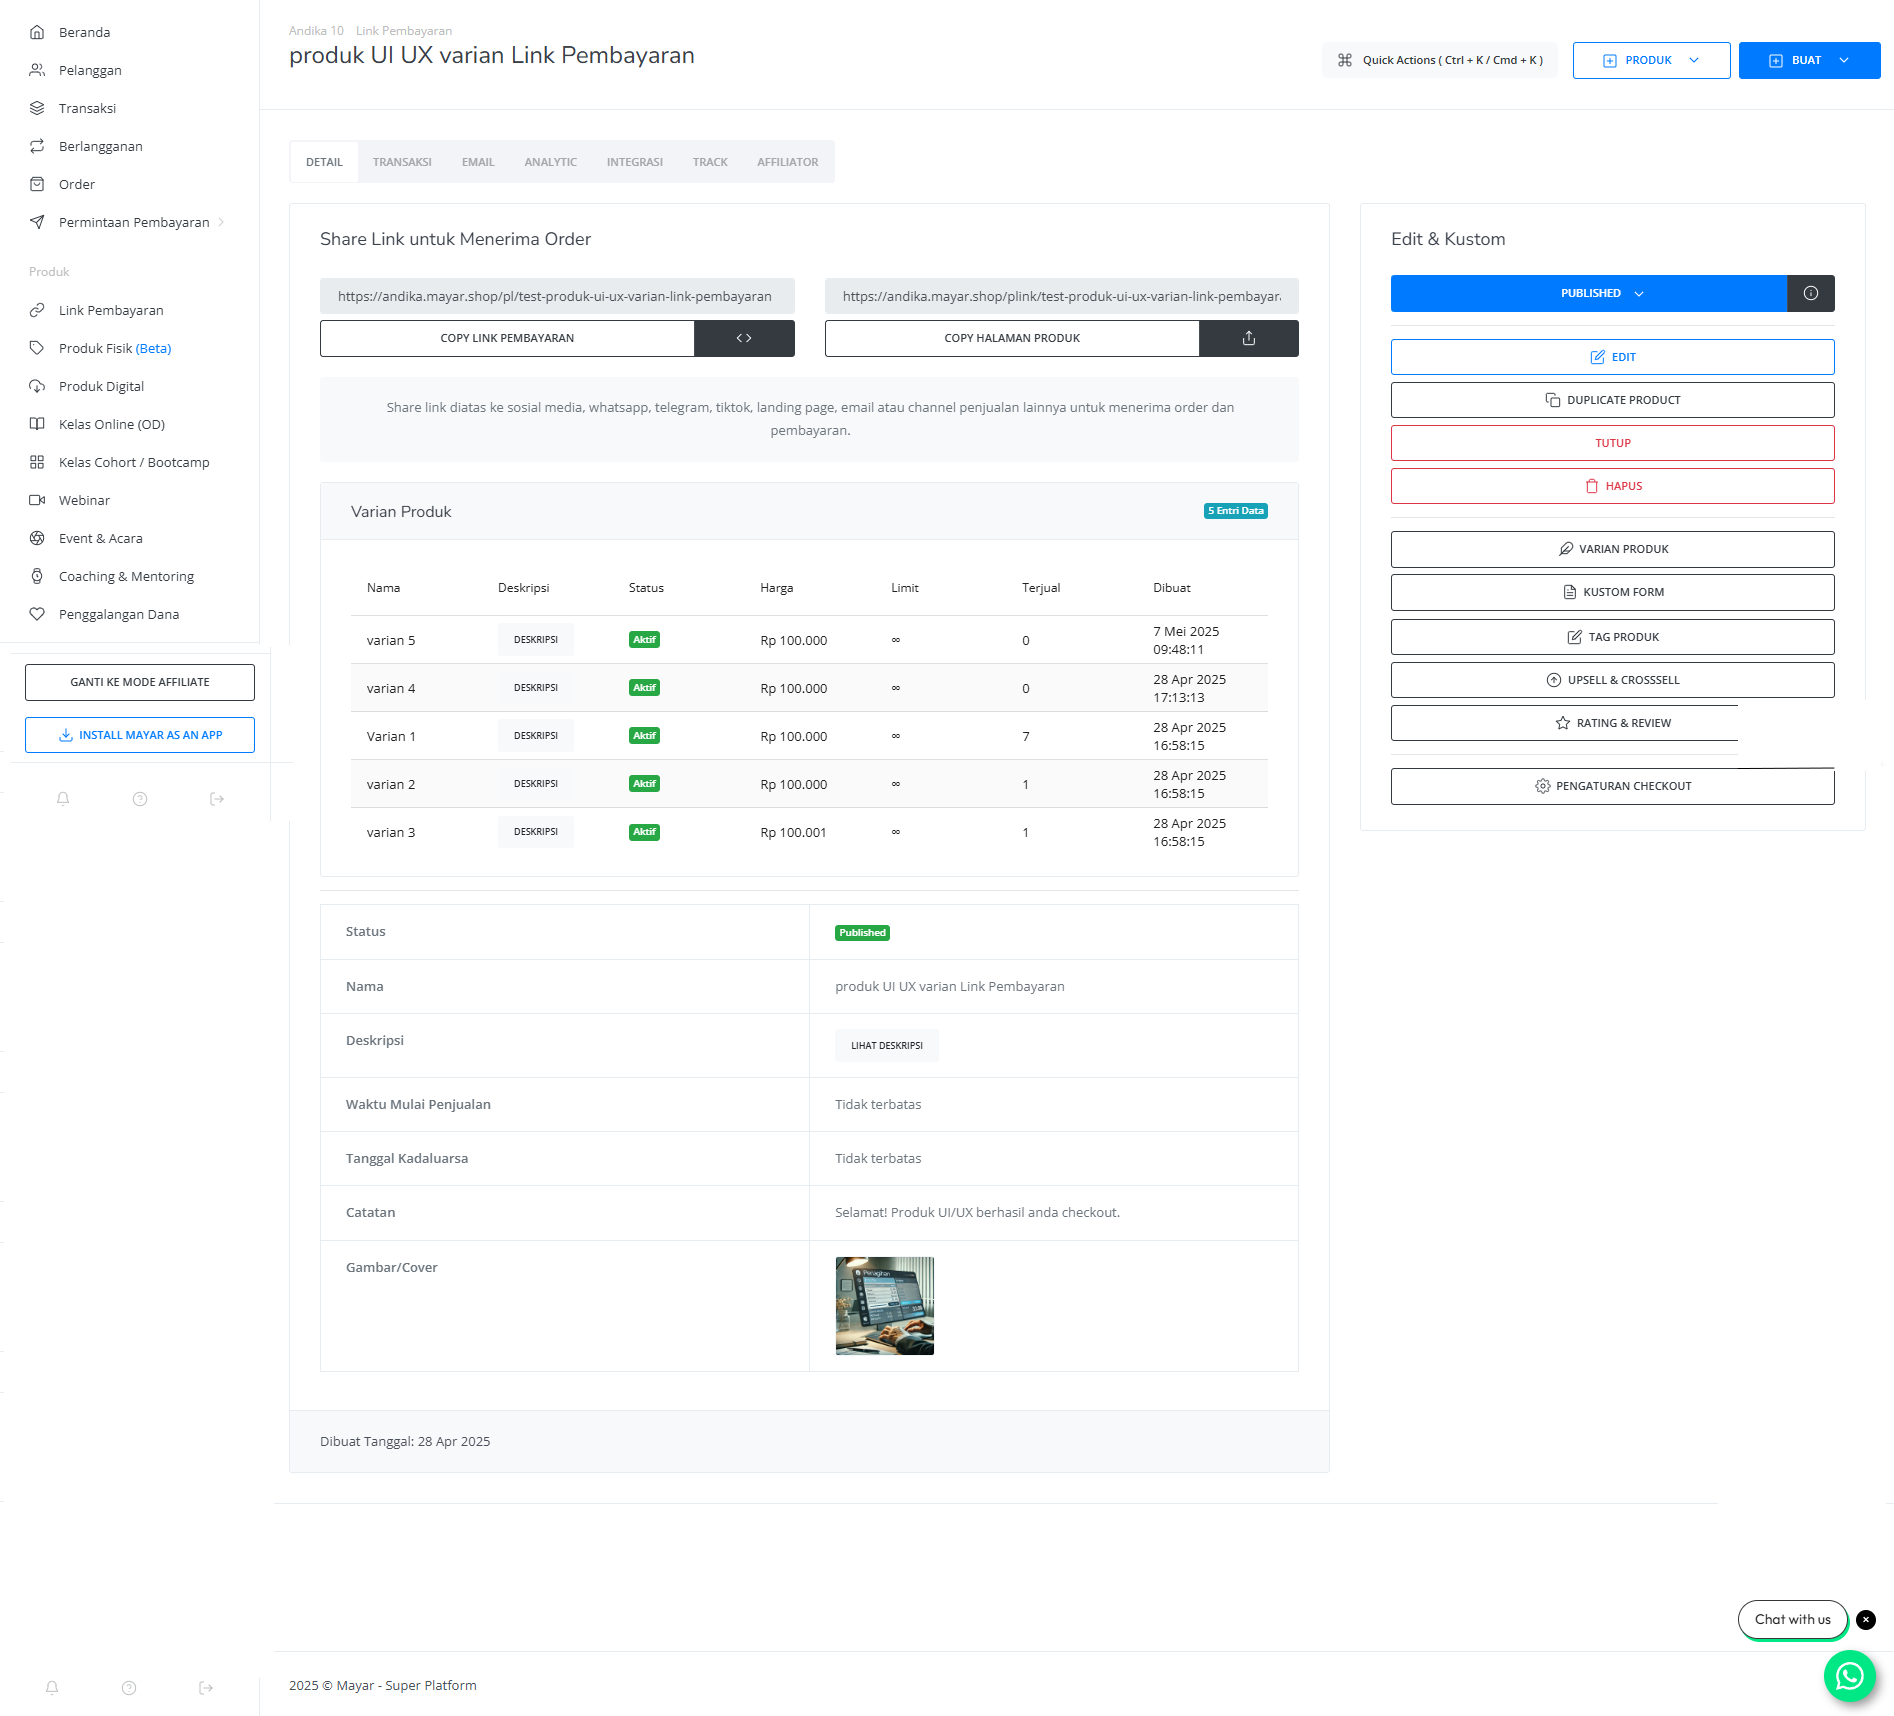 Beranda
Pelanggan
Transaksi
Berlangganan
Order
Permintaan Pembayaran
Produk
Link Pembayaran
Produk Fisik (Beta)
Produk Digital
Kelas Online (OD)
Kelas Cohort / Bootcamp
Webinar
Event & Acara
Coaching & Mentoring
Penggalangan Dana
GANTI KE MODE AFFILIATE
INSTALL MAYAR AS AN APP
Andika 10 Link Pembayaran
produk UI UX varian Link Pembayaran
Quick Actions ( Ctrl + K / Cmd + K )
PRODUK
BUAT
DETAIL TRANSAKSI EMAIL ANALYTIC INTEGRASI TRACK AFFILIATOR
Share Link untuk Menerima Order
https://andika.mayar.shop/pl/test-produk-ui-ux-varian-link-pembayaran
COPY LINK PEMBAYARAN
https://andika.mayar.shop/plink/test-produk-ui-ux-varian-link-pembayar
COPY HALAMAN PRODUK
Share link diatas ke sosial media, whatsapp, telegram, tiktok, landing page, email atau channel penjualan lainnya untuk menerima order dan
pembayaran.
Varian Produk
5 Entri Data
Nama Deskripsi Status Harga Limit Terjual Dibuat
varian 5 DESKRIPSI Aktif Rp 100.000 ∞ 0 7 Mei 2025
09:48:11
varian 4 DESKRIPSI Aktif Rp 100.000 ∞ 0 28 Apr 2025
17:13:13
Varian 1 DESKRIPSI Aktif Rp 100.000 ∞ 7 28 Apr 2025
16:58:15
varian 2 DESKRIPSI Aktif Rp 100.000 ∞ 1 28 Apr 2025
16:58:15
varian 3 DESKRIPSI Aktif Rp 100.001 ∞ 1 28 Apr 2025
16:58:15
Status Published
Nama produk UI UX varian Link Pembayaran
Deskripsi LIHAT DESKRIPSI
Waktu Mulai Penjualan Tidak terbatas
Tanggal Kadaluarsa Tidak terbatas
Catatan Selamat! Produk UI/UX berhasil anda checkout.
Gambar/Cover
Penagihan
Dibuat Tanggal: 28 Apr 2025
Edit & Kustom
PUBLISHED
EDIT
DUPLICATE PRODUCT
TUTUP
HAPUS
VARIAN PRODUK
KUSTOM FORM
TAG PRODUK
UPSELL & CROSSSELL
RATING & REVIEW
PENGATURAN CHECKOUT
Chat with us
2025 © Mayar - Super Platform